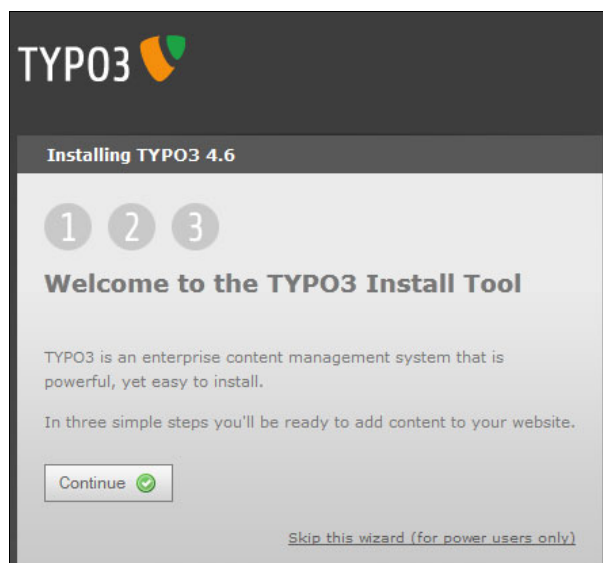 TYPO3
Installing TYPO3 4.6
1 2 3
Welcome to the TYPO3 Install Tool
TYPO3 is an enterprise content management system that is
powerful, yet easy to install.
In three simple steps you'll be ready to add content to your website.
Continue
Skip this wizard (for power users only)